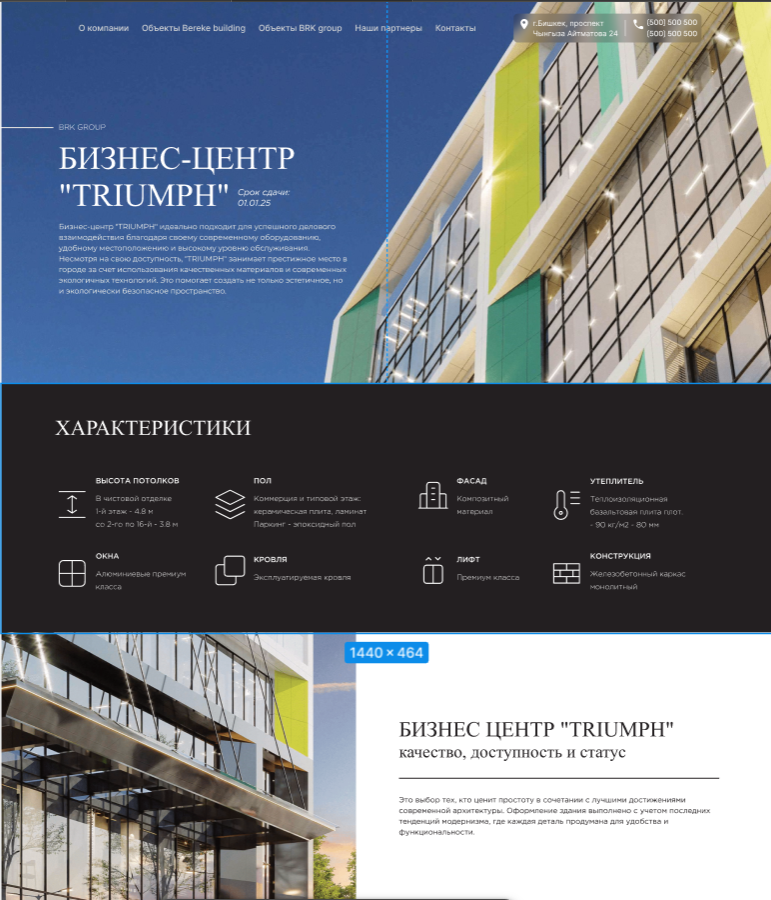 О компании
Объекты Bereke building
Объекты BRK group
Наши партнеры
Контакты
г.Бишкек, проспект
Чынгыза Айтматова 24
(500) 500 500
(500) 500 500
BRK GROUP
БИЗНЕС-ЦЕНТР
"TRIUMPH"
Срок сдачи:
01.01.25
Бизнес-центр "TRIUMPH" идеально подходит для успешного делового
взаимодействия благодаря своему современному оборудованию,
удобному местоположению и высокому уровню обслуживания.
Несмотря на свою доступность, "TRIUMPH" занимает престижное место в
городе за счет использования качественных материалов и современных
экологичных технологий. Это помогает создать не только эстетичное, но
и экологически безопасное пространство.
ХАРАКТЕРИСТИКИ
ВЫСОТА ПОТОЛКОВ
В чистовой отделке
1-й этаж - 4.8 м
со 2-го по 16-й - 3.8 м
ПОЛ
Коммерция и типовой этаж:
керамическая плита, ламинат
Паркинг - эпоксидный пол
ФАСАД
Композитный
материал
УТЕПЛИТЕЛЬ
Теплоизоляционная
базальтовая плита плот.
- 90 кг/м2 - 80 мм
ОКНА
Алюминиевые премиум
класса
КРОВЛЯ
Эксплуатируемая кровля
ЛИФТ
Премиум класса
КОНСТРУКЦИЯ
Железобетонный каркас
монолитный
1440 × 464
БИЗНЕС ЦЕНТР "TRIUMPH"
качество, доступность и статус
Это выбор тех, кто ценит простоту в сочетании с лучшими достижениями
современной архитектуры. Оформление здания выполнено с учетом последних
тенденций модернизма, где каждая деталь продумана для удобства и
функциональности.